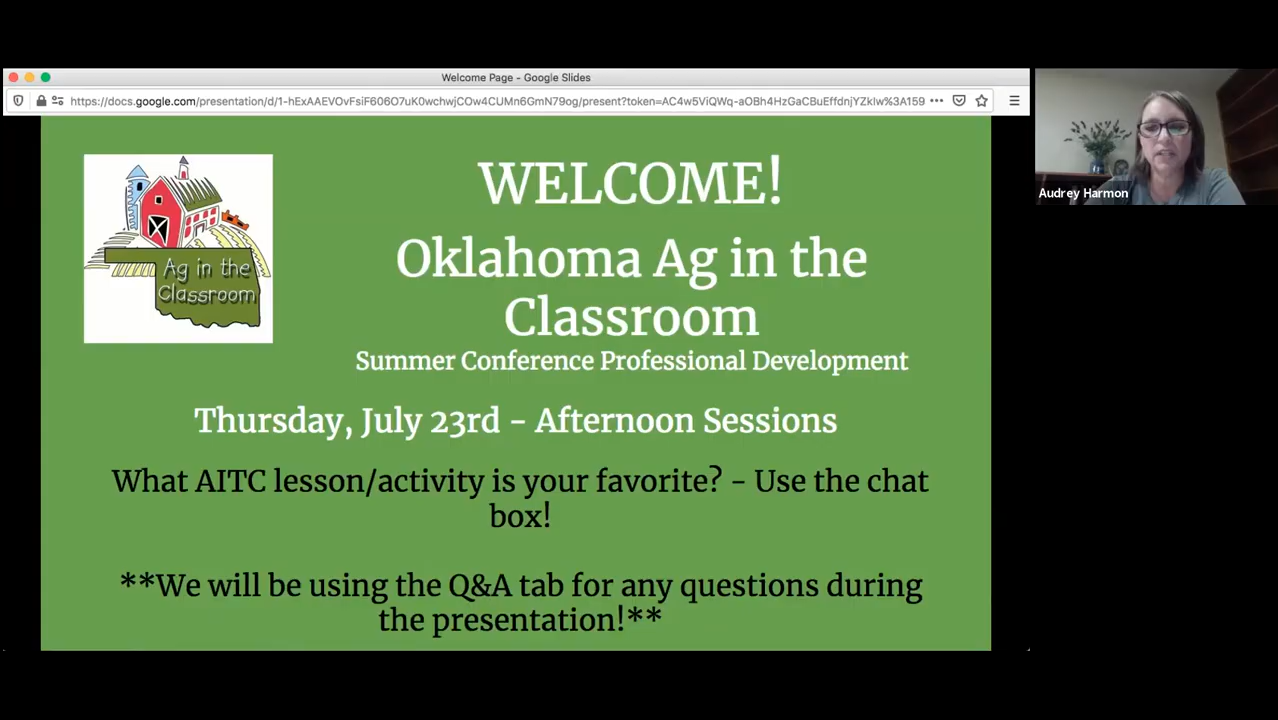 Welcome Page - Google Slides
https://docs.google.com/presentation/d/1-hExAAEVOvFsiF606O7uK0wchwjCOw4CUMn6GmN79og/present?token=AC4w5ViQWq-aOBh4HzGaCBuEffdnjYZklw%3A159
WELCOME!
Oklahoma Ag in the
Classroom
Summer Conference Professional Development
Ag in the
Classroom
Thursday, July 23rd - Afternoon Sessions
What AITC lesson/activity is your favorite? - Use the chat
box!
**We will be using the Q&A tab for any questions during
the presentation!**
Audrey Harmon